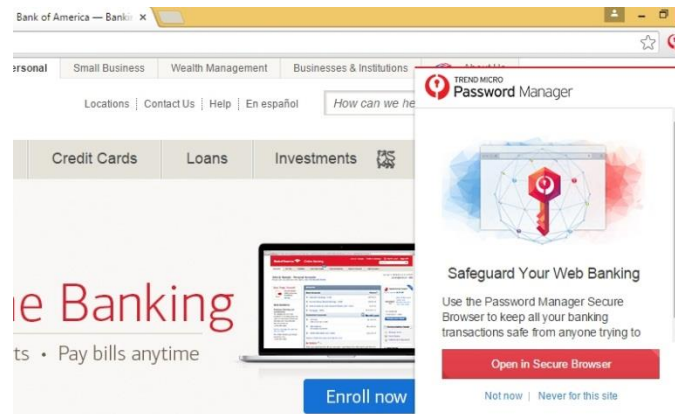 Bank of America — Bankin
ersonal Small Business Wealth Management Businesses & Institutions About Us
Locations Contact Us Help En español How can we he
Credit Cards Loans Investments
e Banking
ts • Pay bills anytime
Enroll now
TREND MICRO
Password Manager
Safeguard Your Web Banking
Use the Password Manager Secure
Browser to keep all your banking
transactions safe from anyone trying to
Open in Secure Browser
Not now | Never for this site